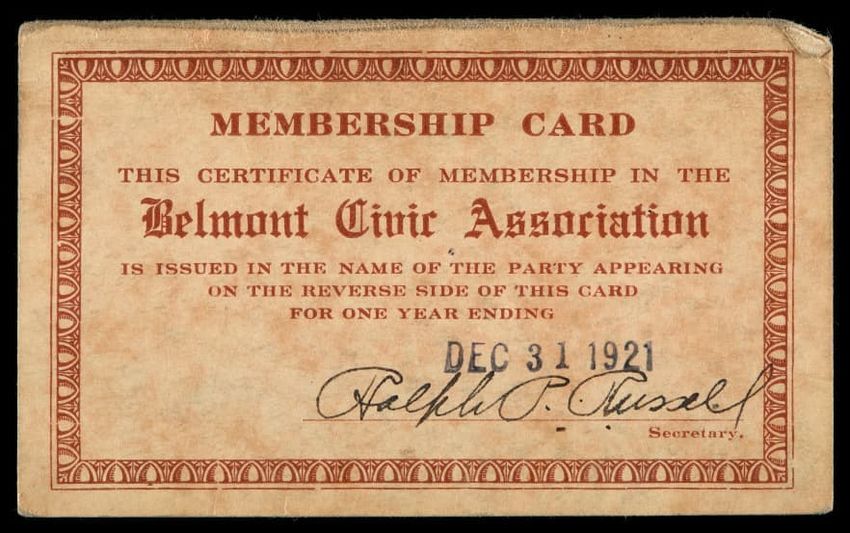 MEMBERSHIP CARD
THIS CERTIFICATE OF MEMBERSHIP IN THE
Belmont Civic Association
IS ISSUED IN THE NAME OF THE PARTY APPEARING
ON THE REVERSE SIDE OF THIS CARD
FOR ONE YEAR ENDING
DEC 31 1921
Ralph P. Russell
Secretary.